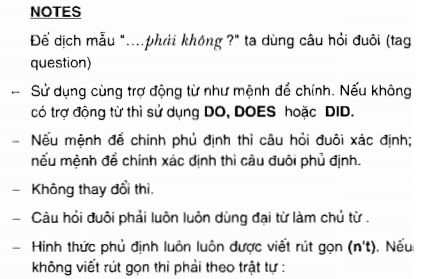 NOTES
Để dịch mẫu "....phải không ?" ta dùng câu hỏi đuôi (tag
question)
– Sử dụng cùng trợ động từ như mệnh đề chính. Nếu không
có trợ động từ thì sử dụng DO, DOES hoặc DID.
– Nếu mệnh đề chính phủ định thì câu hỏi đuôi xác định;
nếu mệnh đề chính xác định thì câu đuôi phủ định.
– Không thay đổi thì.
– Câu hỏi đuôi phải luôn luôn dùng đại từ làm chủ từ .
– Hình thức phủ định luôn luôn được viết rút gọn (n't). Nếu
không viết rút gọn thì phải theo trật tự :